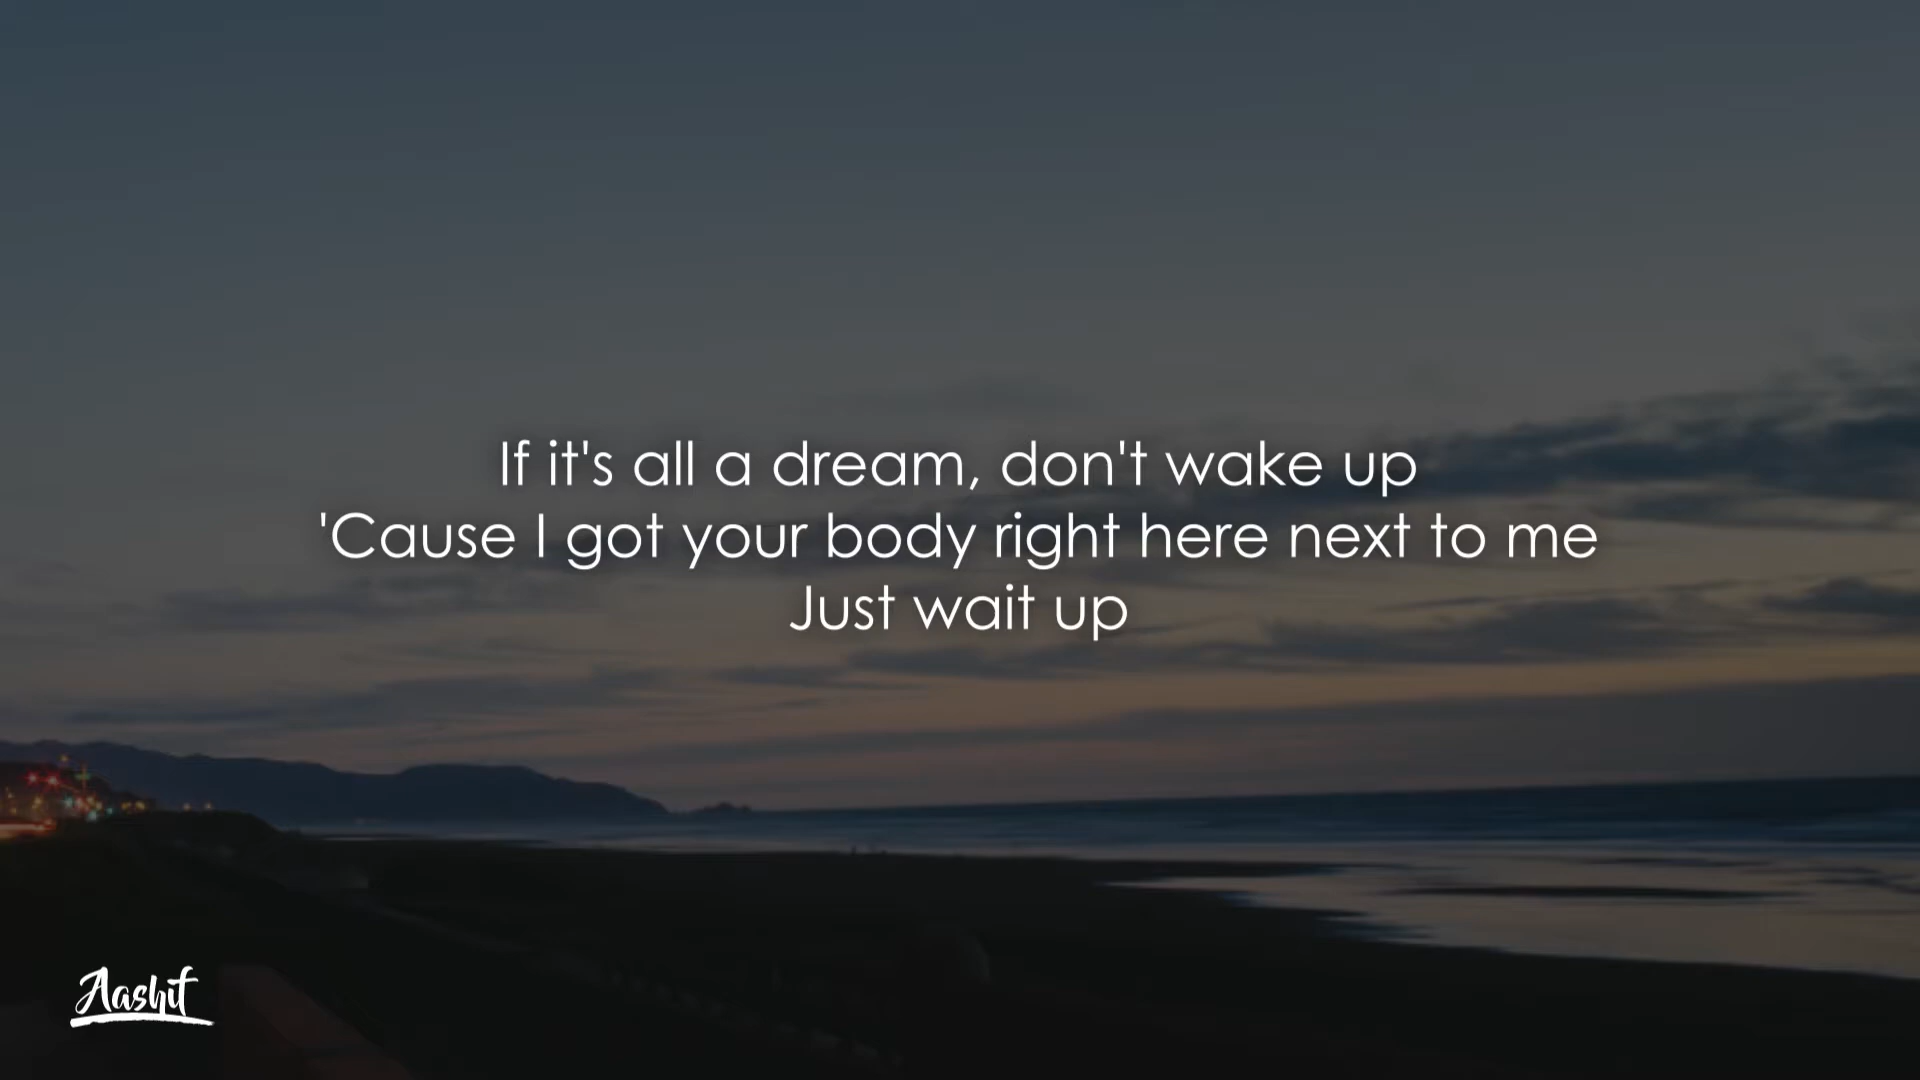 If it's all a dream, don't wake up
'Cause I got your body right here next to me
Just wait up
Aashif